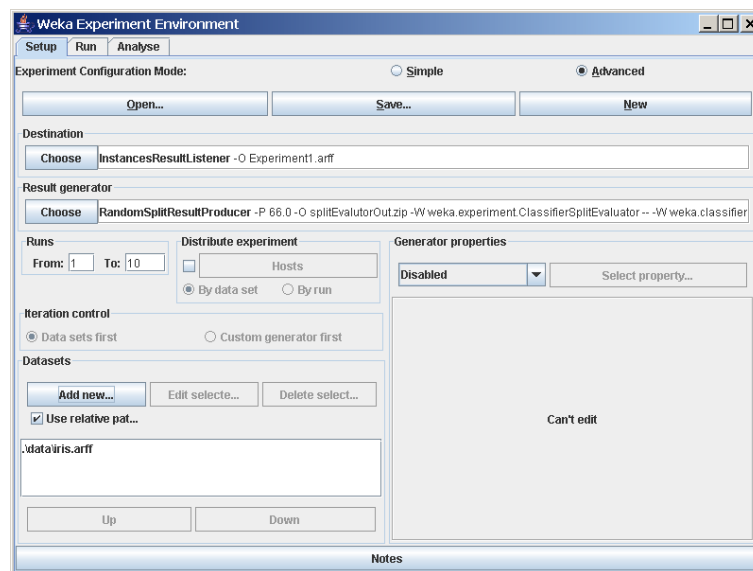 Weka Experiment Environment
Setup Run Analyse
Experiment Configuration Mode: Simple Advanced
Open... Save... New
Destination
Choose InstancesResultListener -O Experiment1.arff
Result generator
Choose RandomSplitResultProducer -P 66.0 -O splitEvalutorOut.zip -W weka.experiment.ClassifierSplitEvaluator -- -W weka.classifier
Runs Distribute experiment Generator properties
From: 1 To: 10 Hosts Disabled Select property...
By data set By run
Iteration control
Data sets first Custom generator first
Datasets
Add new... Edit selecte... Delete select...
Use relative pat... Can't edit
.\data\iris.arff
Up Down
Notes